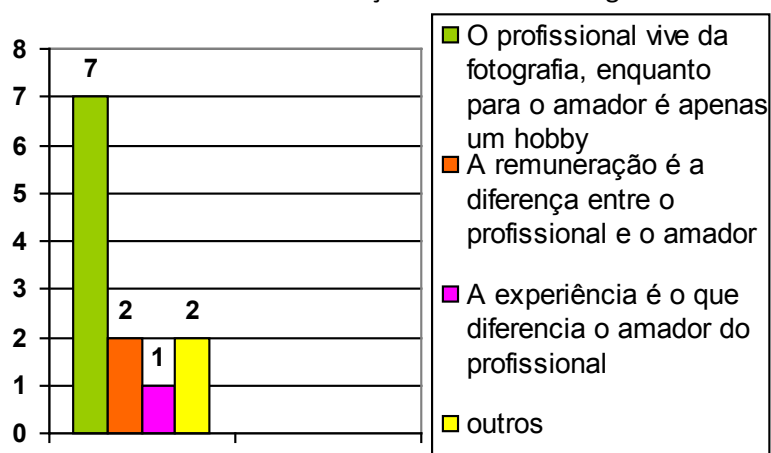 8
7
6
5
4
3
2
1
0
7
2
1
2
O profissional vive da
fotografia, enquanto
para o amador é apenas
um hobby
A remuneração é a
diferença entre o
profissional e o amador
A experiência é o que
diferencia o amador do
profissional
outros